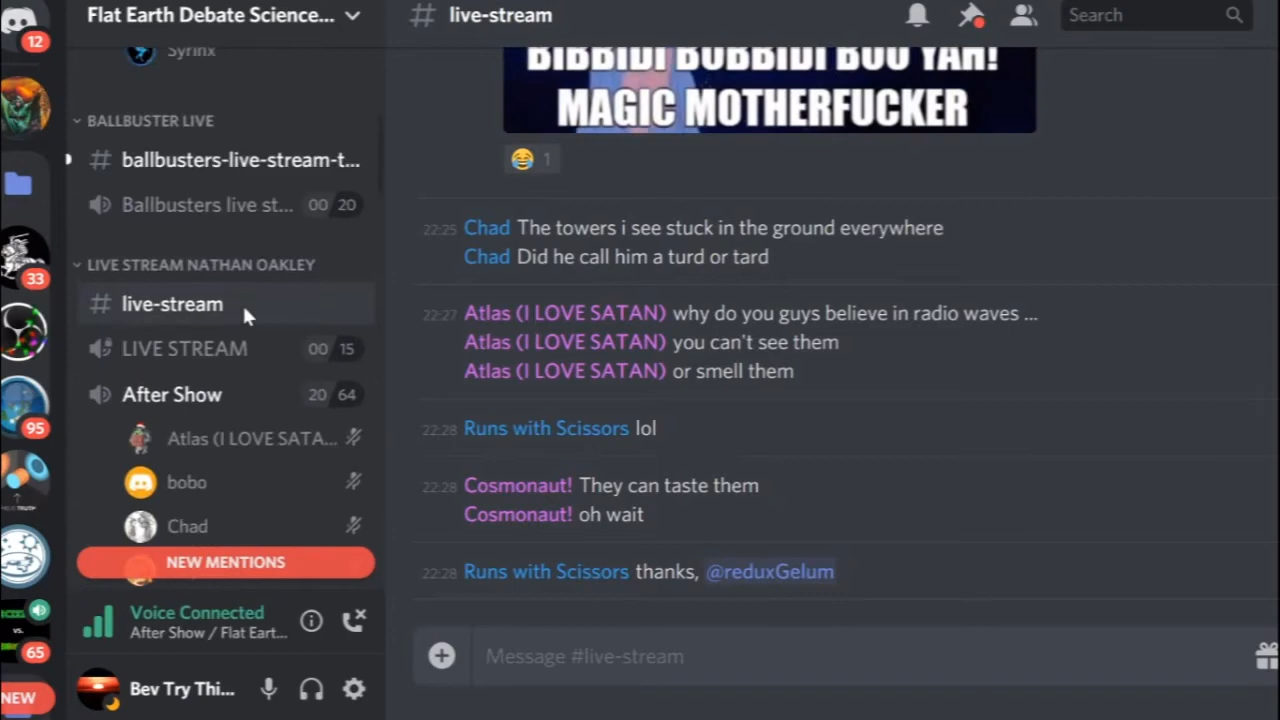 12
33
95
65
NEW
Flat Earth Debate Science...
Syrinx
BALLBUSTER LIVE
ballbusters-live-stream-t...
Ballbusters live st... 00 20
LIVE STREAM NATHAN OAKLEY
live-stream
LIVE STREAM 00 15
After Show 20 64
Atlas (I LOVE SATA...
bobo
Chad
NEW MENTIONS
Voice Connected
After Show / Flat Eart...
Bev Try Thi...
# live-stream
Search
BIBBIDI BOBBIDI BOO YAH!
MAGIC MOTHERFUCKER
😂 1
22:25 Chad The towers i see stuck in the ground everywhere
Chad Did he call him a turd or tard
22:27 Atlas (I LOVE SATAN) why do you guys believe in radio waves ...
Atlas (I LOVE SATAN) you can't see them
Atlas (I LOVE SATAN) or smell them
22:28 Runs with Scissors lol
22:28 Cosmonaut! They can taste them
Cosmonaut! oh wait
22:28 Runs with Scissors thanks, @reduxGelum
Message #live-stream